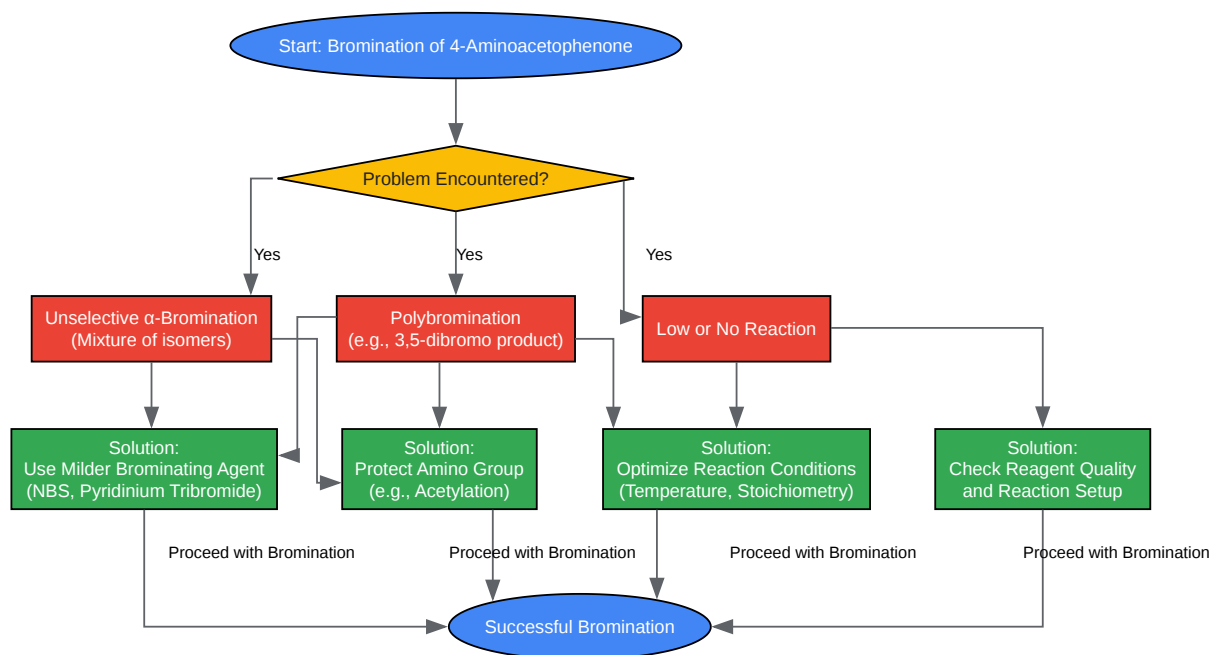 Start: Bromination of 4-Aminoacetophenone
Problem Encountered?
Yes
Yes
Yes
Unselective α-Bromination
(Mixture of isomers)
Polybromination
(e.g., 3,5-dibromo product)
Low or No Reaction
Solution:
Use Milder Brominating Agent
(NBS, Pyridinium Tribromide)
Solution:
Protect Amino Group
(e.g., Acetylation)
Solution:
Optimize Reaction Conditions
(Temperature, Stoichiometry)
Solution:
Check Reagent Quality
and Reaction Setup
Proceed with Bromination
Proceed with Bromination
Proceed with Bromination
Proceed with Bromination
Successful Bromination